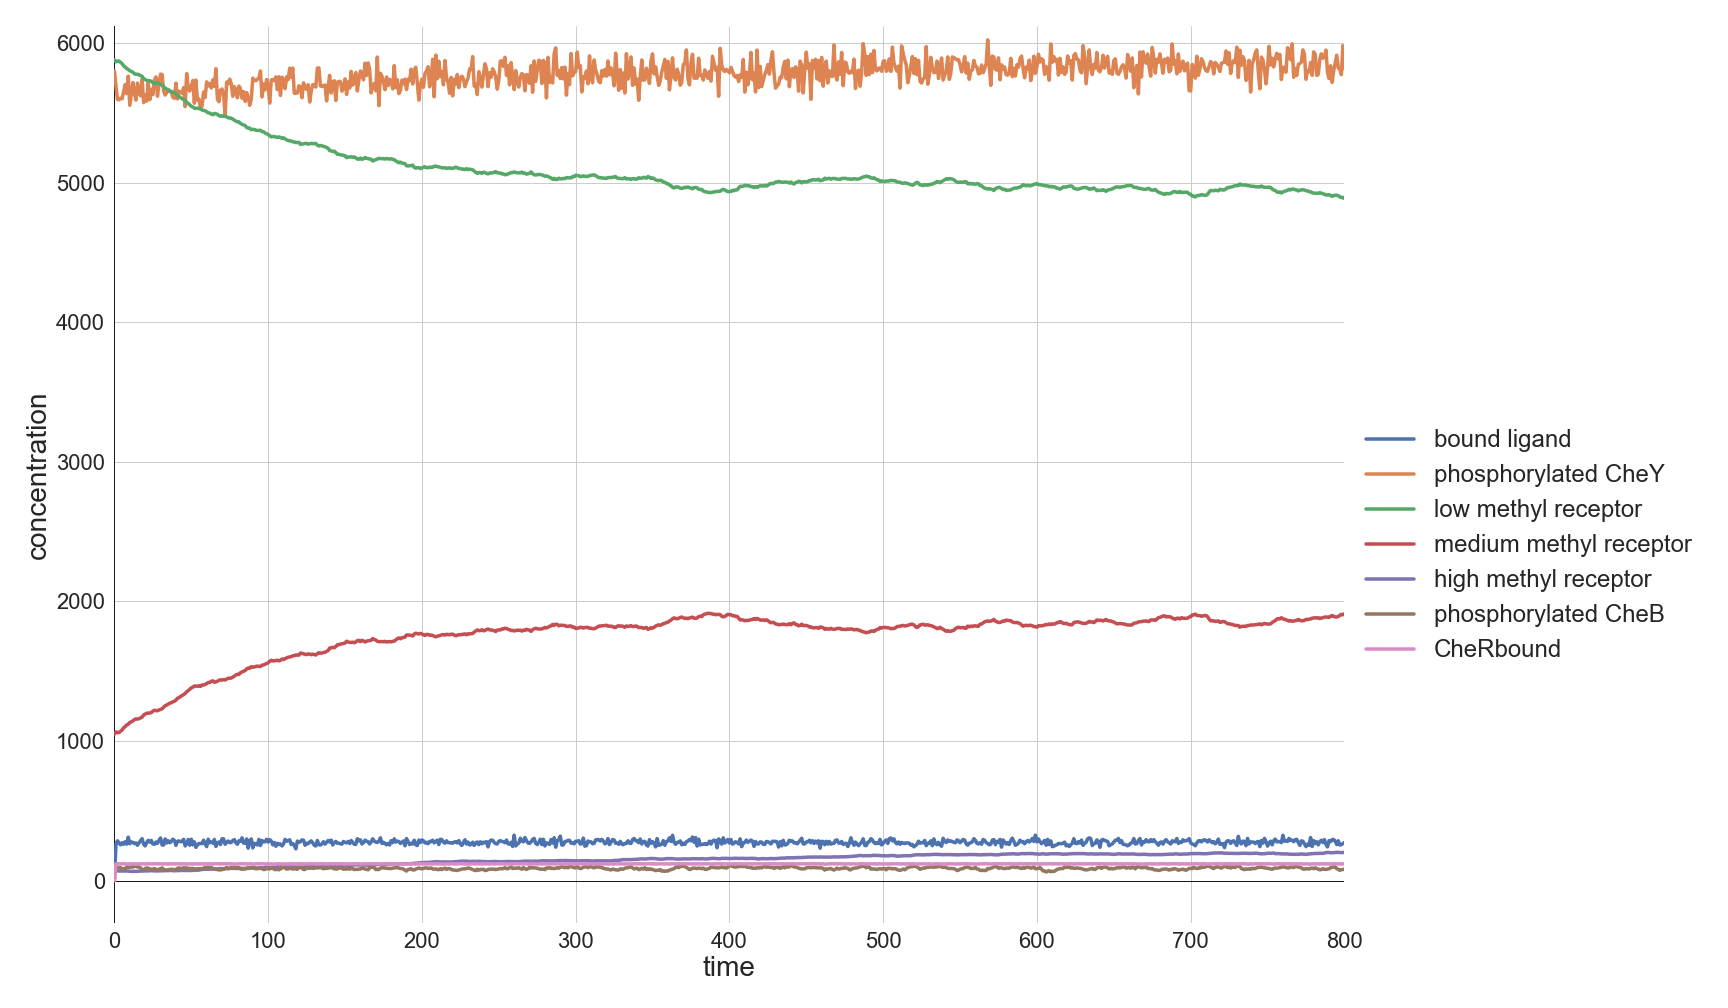 6000
5000
4000
3000
2000
1000
0
concentration
0 100 200 300 400 500 600 700 800
time
bound ligand
phosphorylated CheY
low methyl receptor
medium methyl receptor
high methyl receptor
phosphorylated CheB
CheRbound